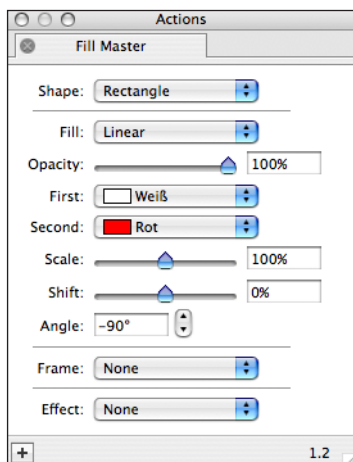 Actions
Fill Master
Shape: Rectangle
Fill: Linear
Opacity: 100%
First: Weiß
Second: Rot
Scale: 100%
Shift: 0%
Angle: -90°
Frame: None
Effect: None
+ 1.2